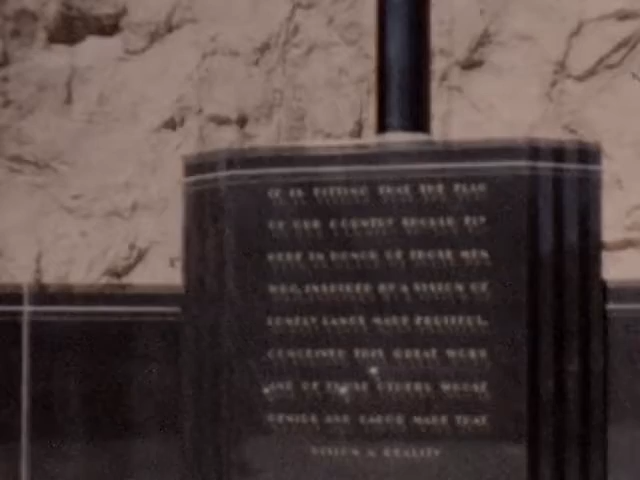 IT IS FITTING THAT THE FLAG
OF OUR COUNTRY SHOULD FLY
HERE IN HONOR OF THOSE MEN
WHO, INSPIRED BY A VISION OF
LONELY LANDS MADE FRUITFUL,
CONCEIVED THIS GREAT WORK
AND OF THOSE OTHERS WHOSE
GENIUS AND LABOR MADE THAT
VISION A REALITY